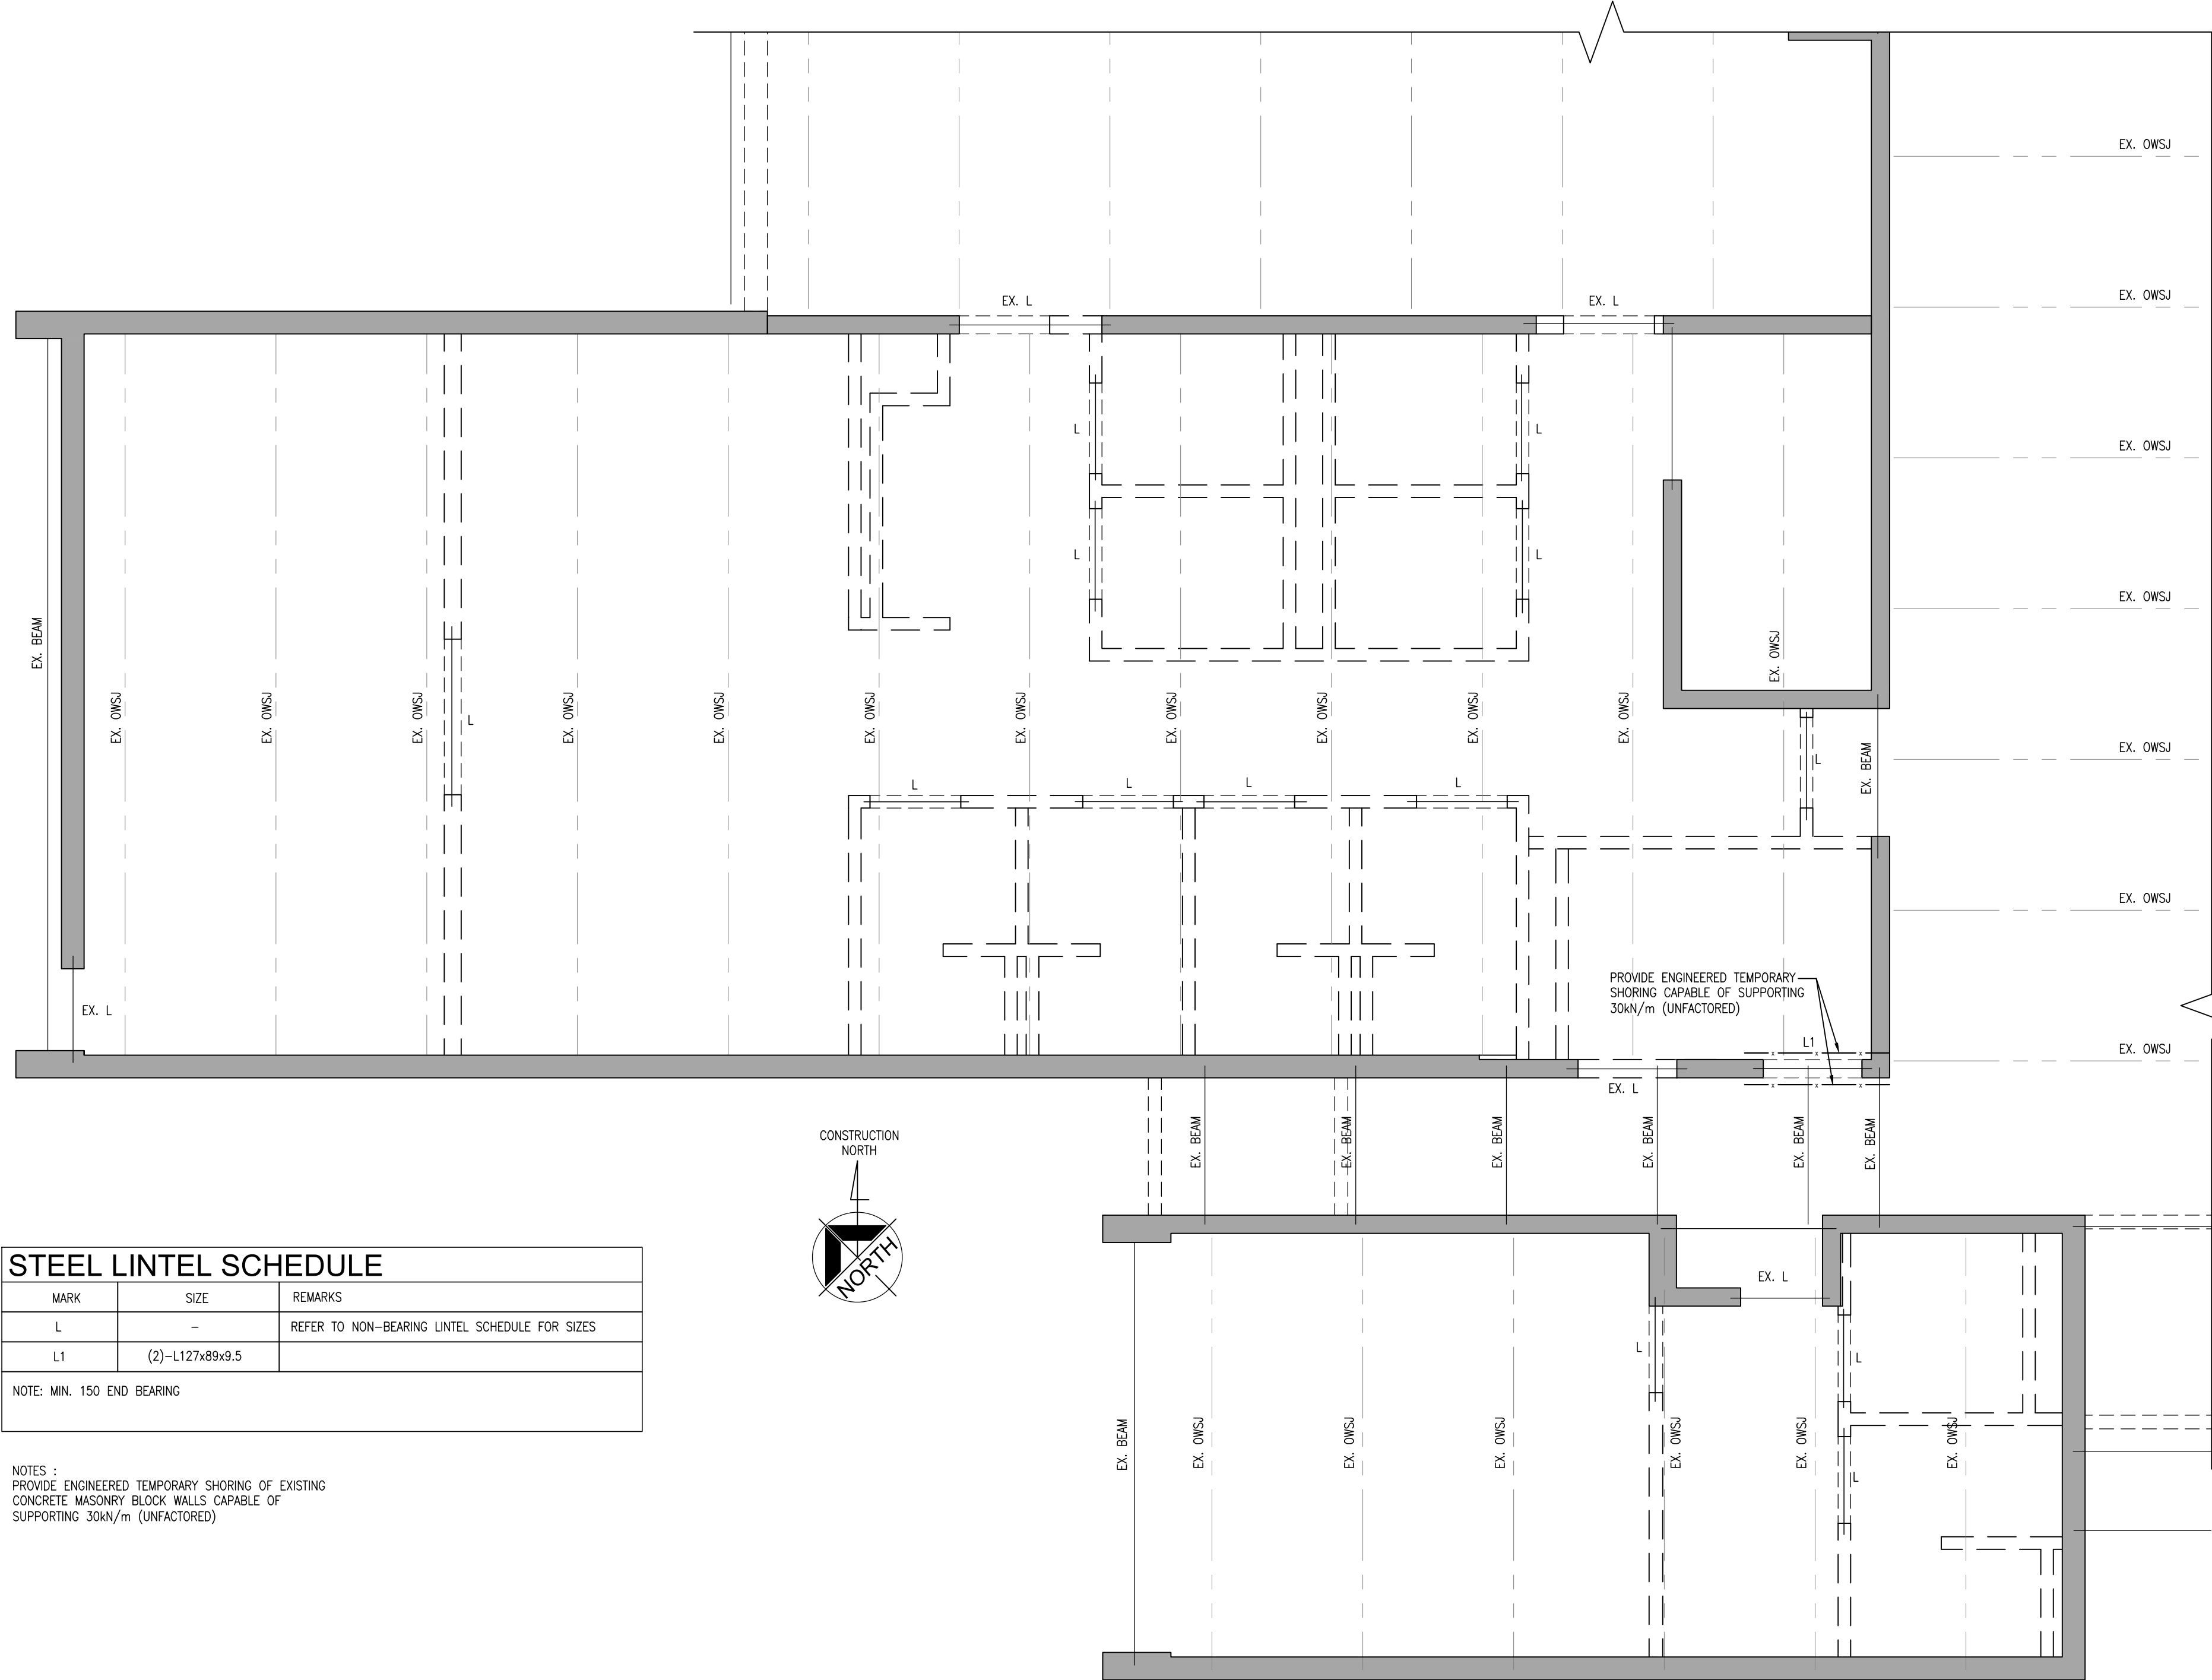 EX. OWSJ
EX. L
EX. L
EX. OWSJ
EX. OWSJ
L
L
L
L
EX. OWSJ
EX. BEAM
EX. OWSJ
EX. OWSJ
EX. OWSJ
EX. OWSJ
EX. OWSJ
EX. OWSJ
EX. OWSJ
EX. OWSJ
EX. OWSJ
EX. OWSJ
EX. OWSJ
EX. OWSJ
L
L
EX. BEAM
EX. OWSJ
L
L
L
L
EX. OWSJ
PROVIDE ENGINEERED TEMPORARY
SHORING CAPABLE OF SUPPORTING
30kN/m (UNFACTORED)
EX. L
L1
EX. OWSJ
EX. L
EX. BEAM
EX. BEAM
EX. BEAM
EX. BEAM
EX. BEAM
EX. BEAM
CONSTRUCTION
NORTH
NORTH
EX. L
L
L
EX. BEAM
EX. OWSJ
EX. OWSJ
EX. OWSJ
EX. OWSJ
EX. OWSJ
EX. OWSJ
L
STEEL LINTEL SCHEDULE
MARK SIZE REMARKS
L – REFER TO NON-BEARING LINTEL SCHEDULE FOR SIZES
L1 (2)-L127x89x9.5
NOTE: MIN. 150 END BEARING
NOTES :
PROVIDE ENGINEERED TEMPORARY SHORING OF EXISTING
CONCRETE MASONRY BLOCK WALLS CAPABLE OF
SUPPORTING 30kN/m (UNFACTORED)